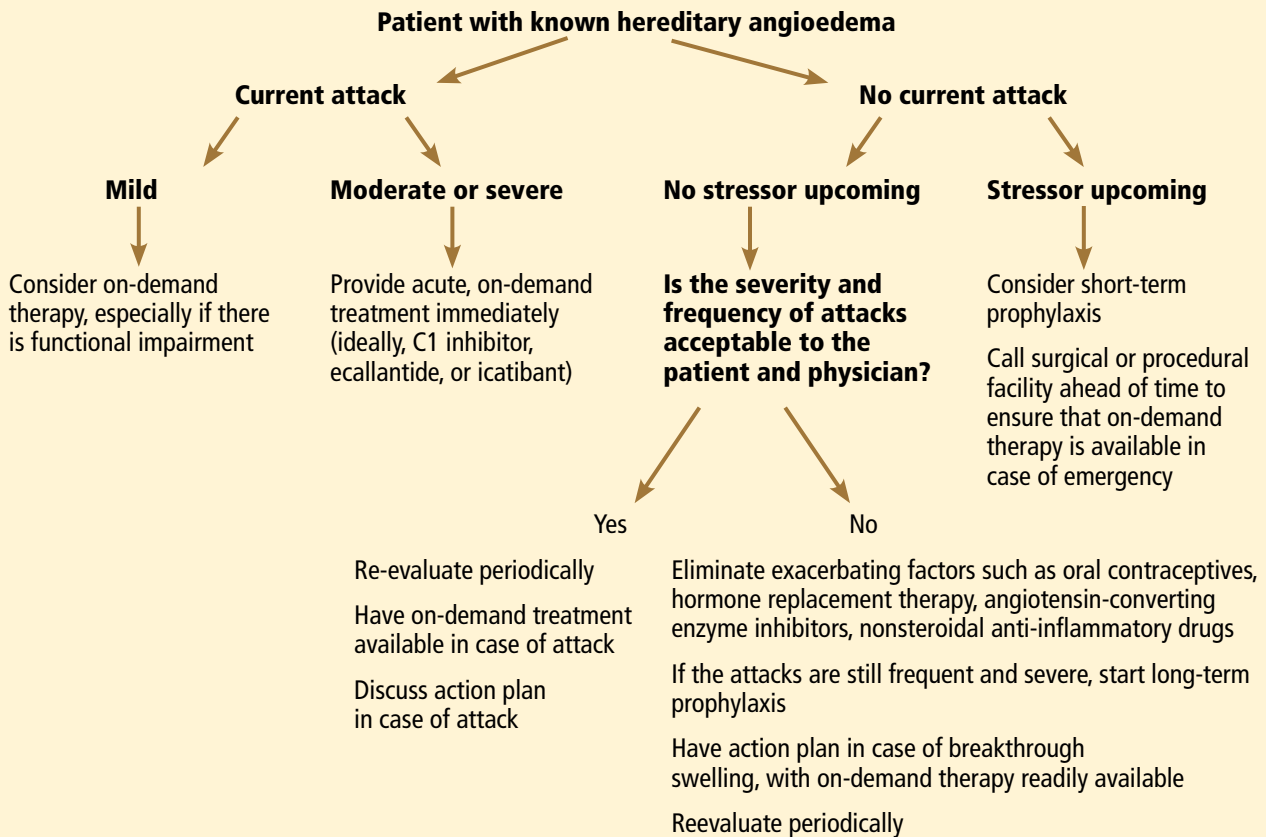 Patient with known hereditary angioedema
Current attack
No current attack
Mild
Moderate or severe
No stressor upcoming
Stressor upcoming
Consider on-demand
therapy, especially if there
is functional impairment
Provide acute, on-demand
treatment immediately
(ideally, C1 inhibitor,
ecallantide, or icatibant)
Is the severity and
frequency of attacks
acceptable to the
patient and physician?
Consider short-term
prophylaxis
Call surgical or procedural
facility ahead of time to
ensure that on-demand
therapy is available in
case of emergency
Yes
Re-evaluate periodically
Have on-demand treatment
available in case of attack
Discuss action plan
in case of attack
No
Eliminate exacerbating factors such as oral contraceptives,
hormone replacement therapy, angiotensin-converting
enzyme inhibitors, nonsteroidal anti-inflammatory drugs
If the attacks are still frequent and severe, start long-term
prophylaxis
Have action plan in case of breakthrough
swelling, with on-demand therapy readily available
Reevaluate periodically